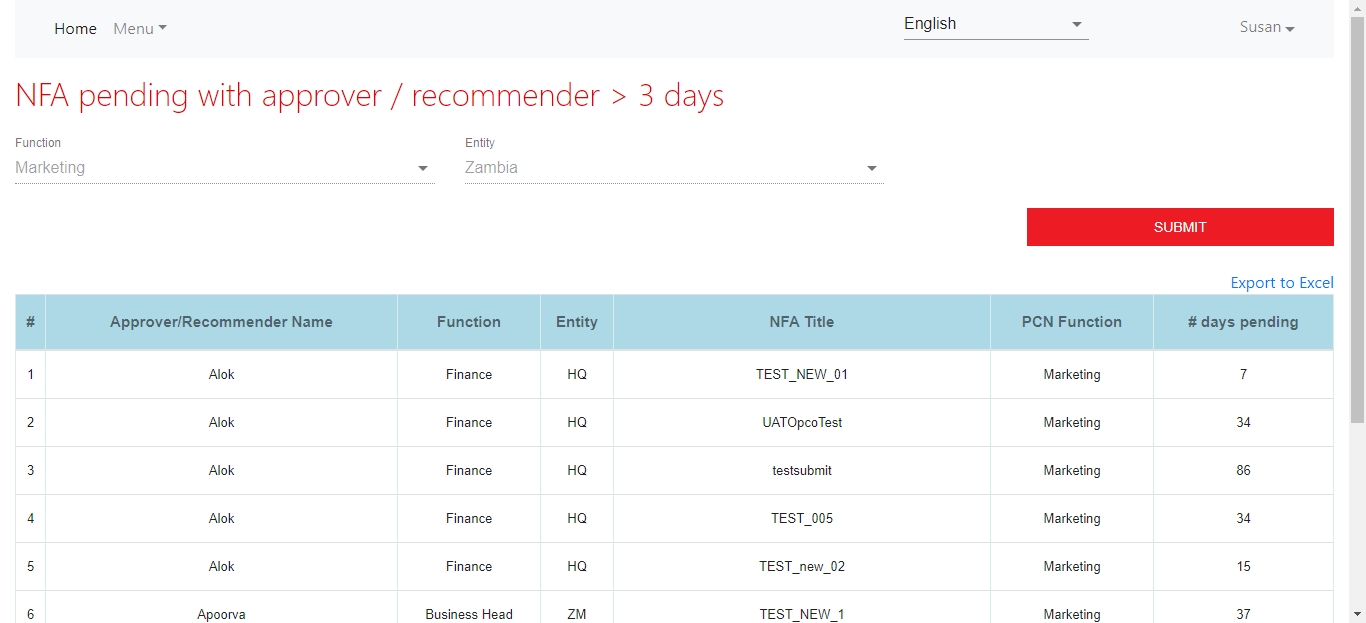 Home Menu English Susan
NFA pending with approver / recommender > 3 days
Function Entity
Marketing Zambia
SUBMIT
Export to Excel
# Approver/Recommender Name Function Entity NFA Title PCN Function # days pending
1 Alok Finance HQ TEST_NEW_01 Marketing 7
2 Alok Finance HQ UATOpcoTest Marketing 34
3 Alok Finance HQ testsubmit Marketing 86
4 Alok Finance HQ TEST_005 Marketing 34
5 Alok Finance HQ TEST_new_02 Marketing 15
6 Apoorva Business Head ZM TEST_NEW_1 Marketing 37